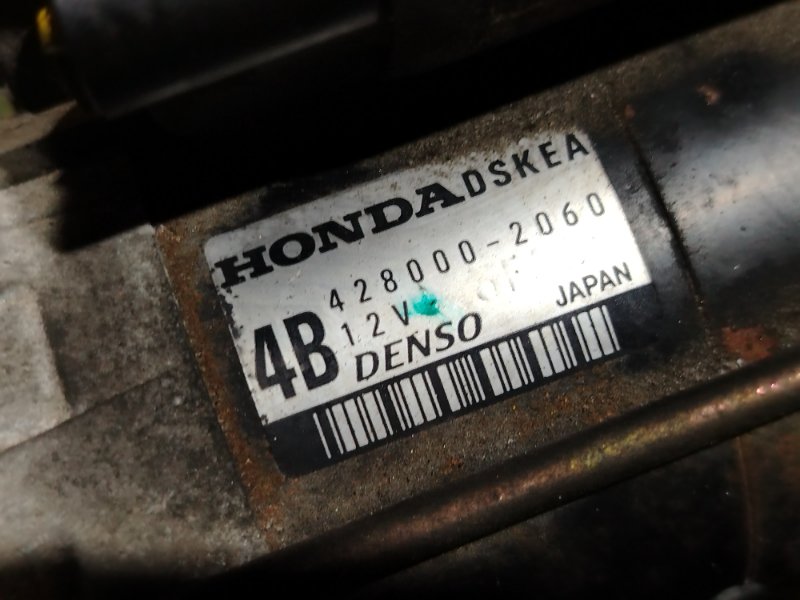 HONDA DSKEA
428000-2060
4B 12V
DENSO JAPAN